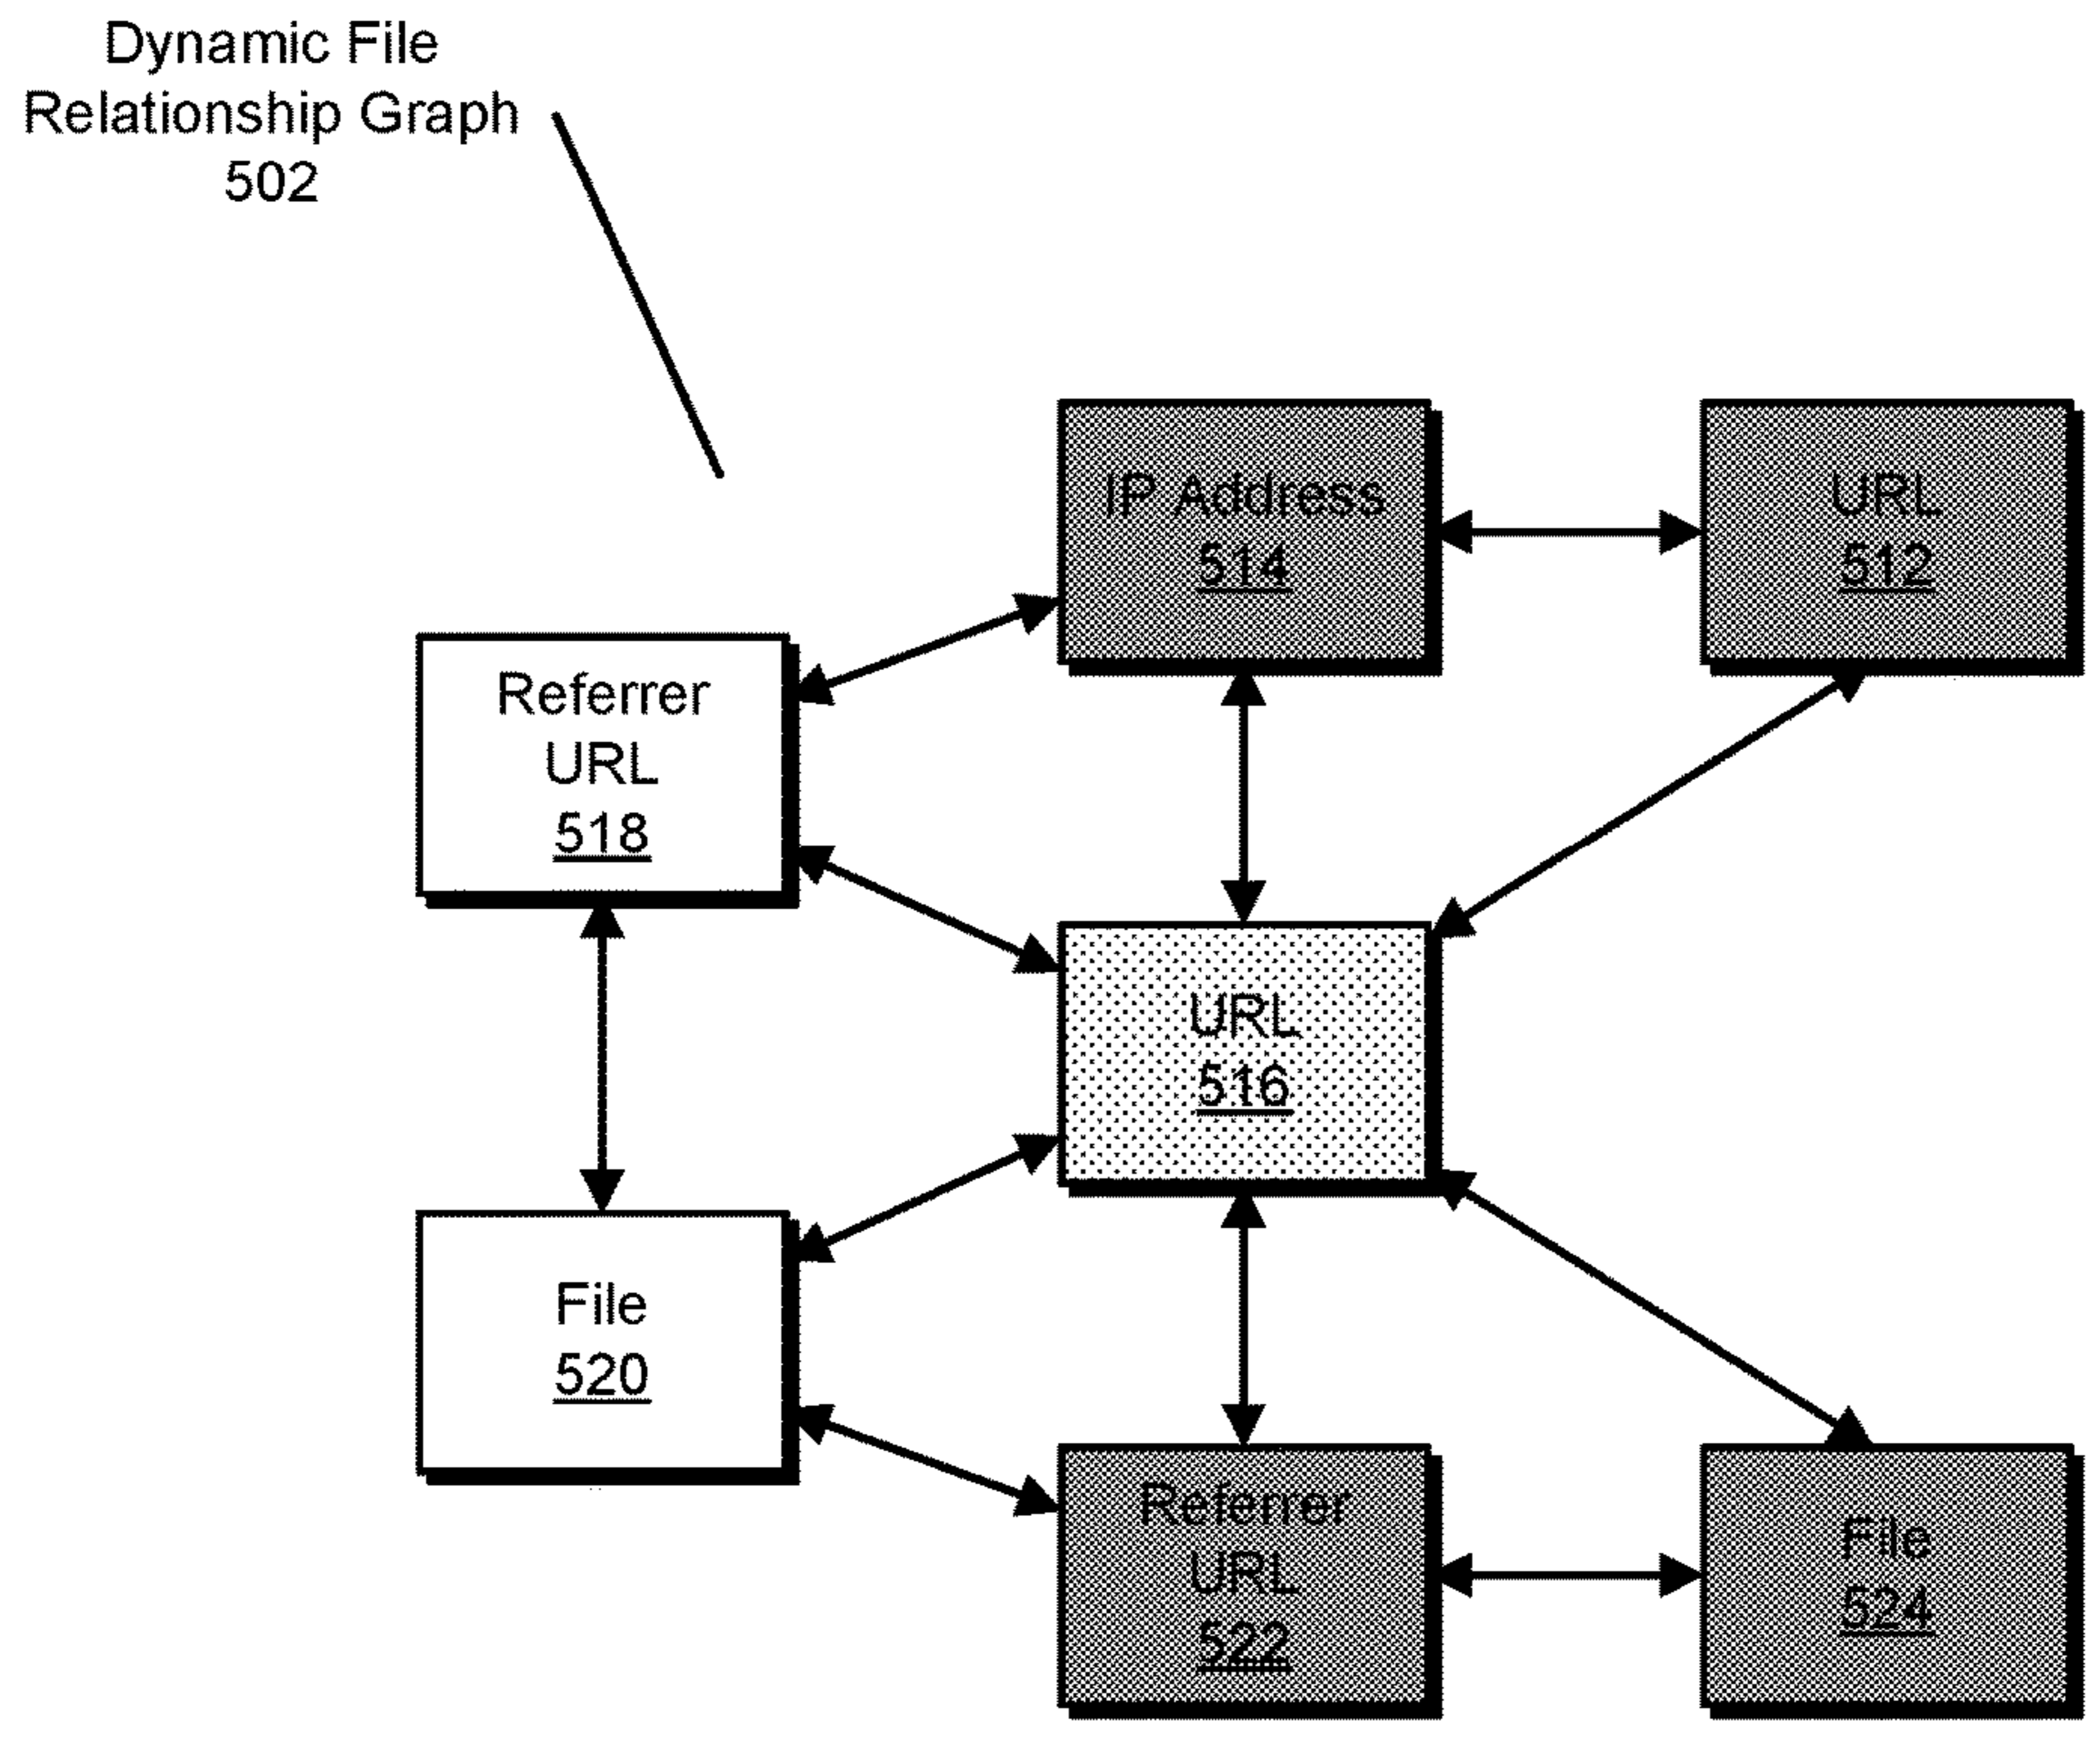 Dynamic File
Relationship Graph
502
IP Address
514
URL
512
Referrer
URL
518
URL
516
File
520
Referrer
URL
522
File
524